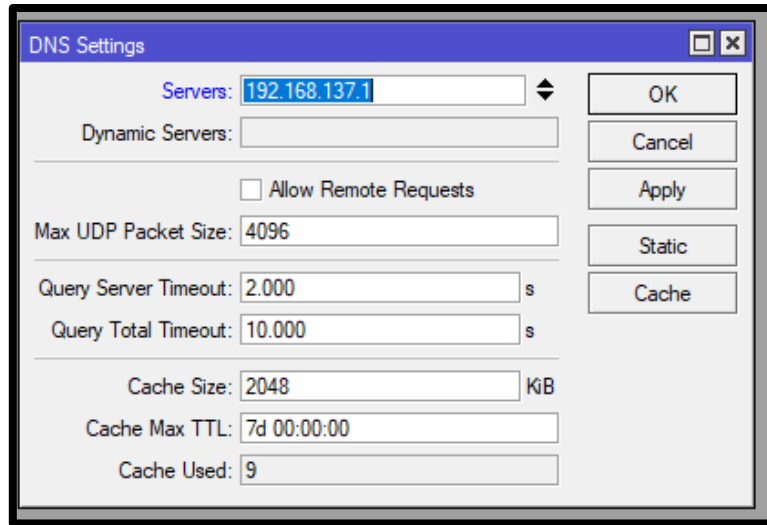 DNS Settings
Servers: 192.168.137.1
OK
Dynamic Servers:
Cancel
Allow Remote Requests
Apply
Max UDP Packet Size: 4096
Static
Query Server Timeout: 2.000 s
Cache
Query Total Timeout: 10.000 s
Cache Size: 2048 KiB
Cache Max TTL: 7d 00:00:00
Cache Used: 9